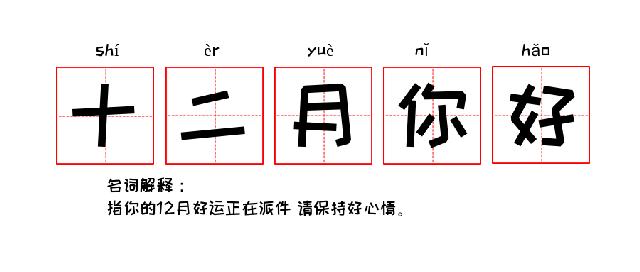 shí èr yuè nǐ hǎo
十二月你好
名词解释：
指你的12月好运正在派件 请保持好心情。